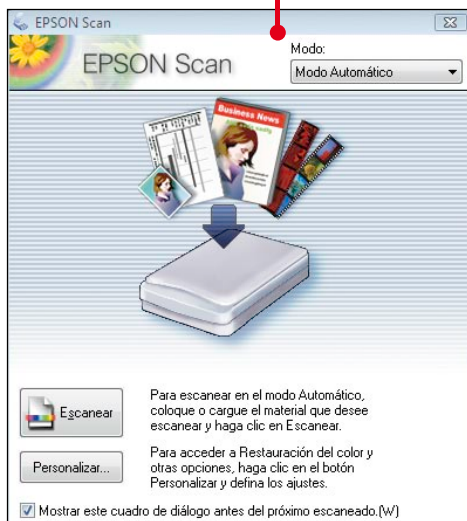 EPSON Scan
EPSON Scan
Modo:
Modo Automático
Business News
Escanear
Para escanear en el modo Automático,
coloque o cargue el material que desee
escanear y haga clic en Escanear.
Personalizar...
Para acceder a Restauración del color y
otras opciones, haga clic en el botón
Personalizar y defina los ajustes.
Mostrar este cuadro de diálogo antes del próximo escaneado.(W)